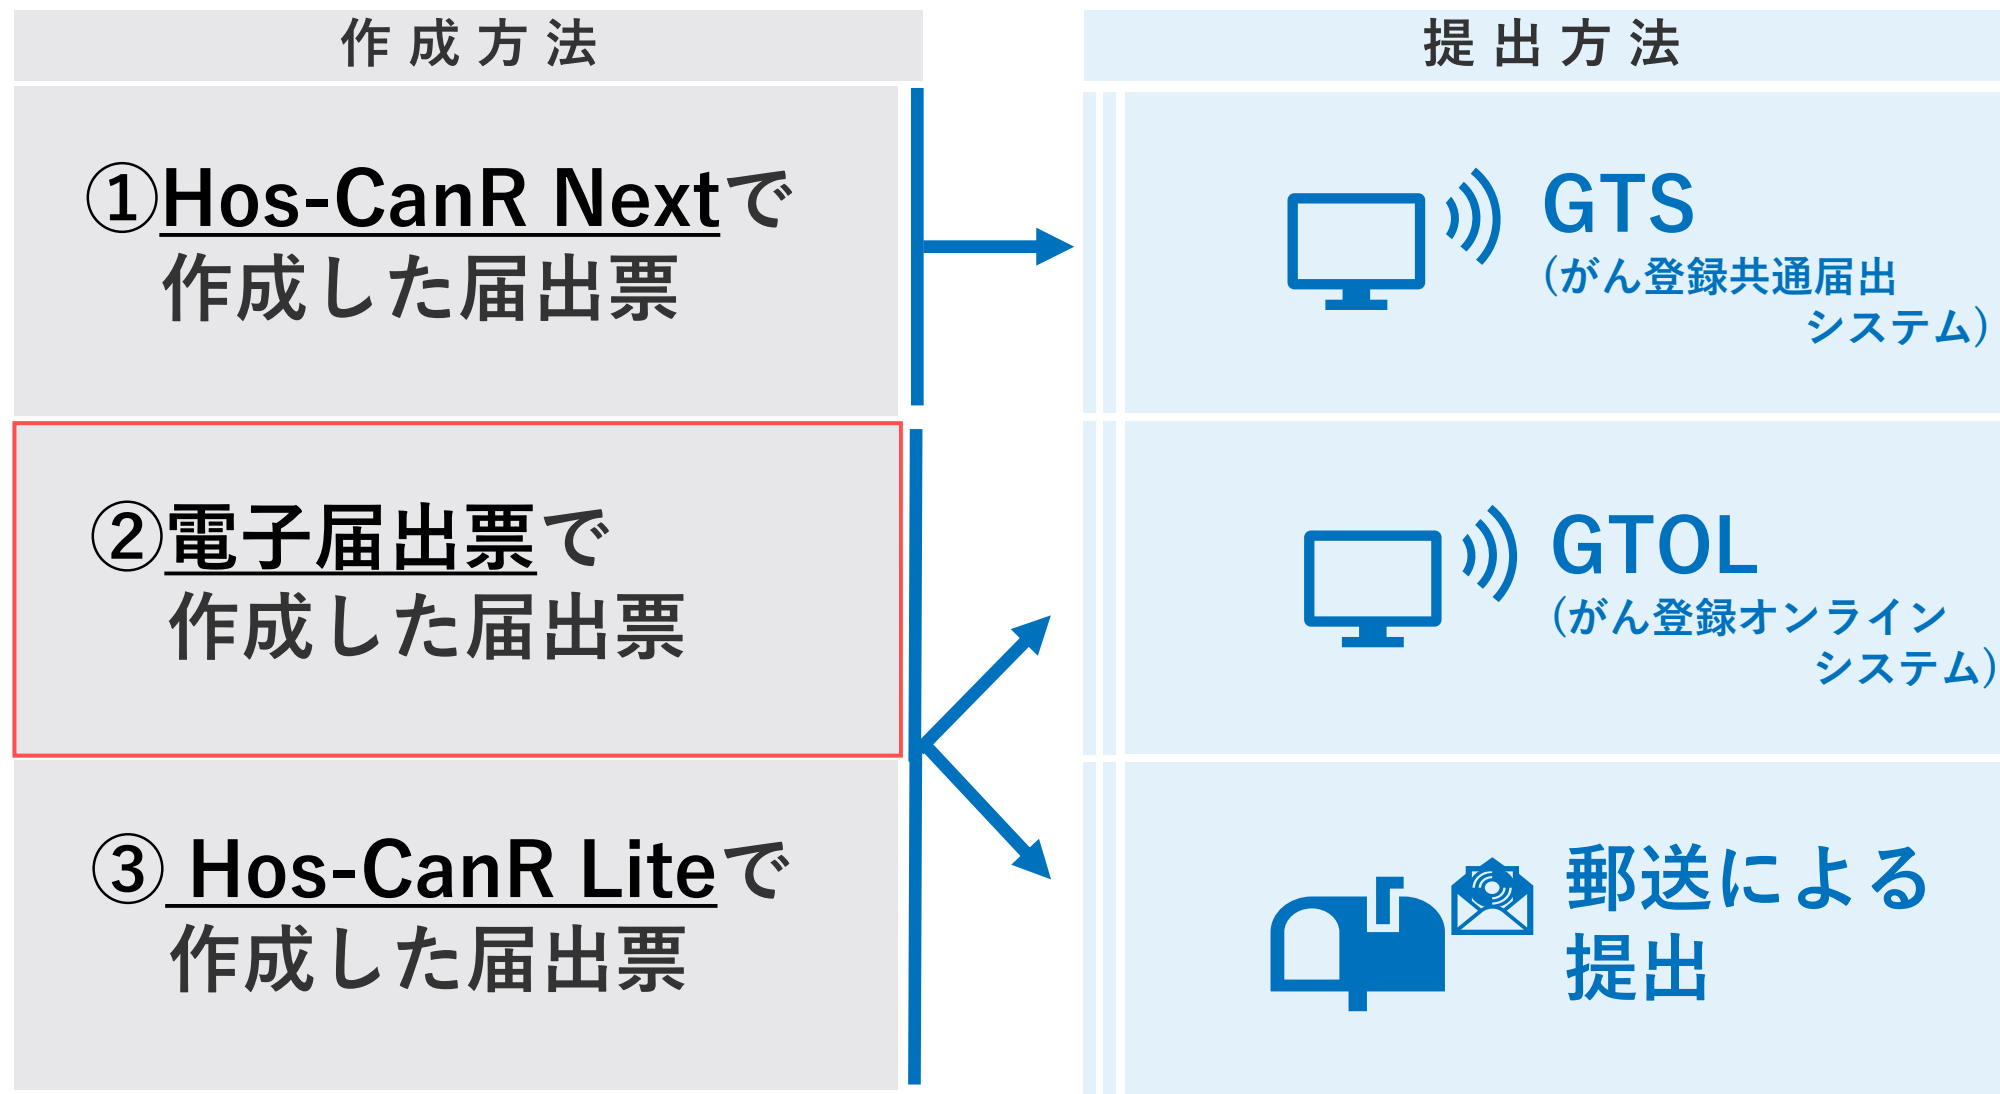 作成方法
①Hos-CanR Nextで
作成した届出票
②電子届出票で
作成した届出票
③ Hos-CanR Liteで
作成した届出票
提出方法
GTS
(がん登録共通届出
システム)
GTOL
(がん登録オンライン
システム)
郵送による
提出